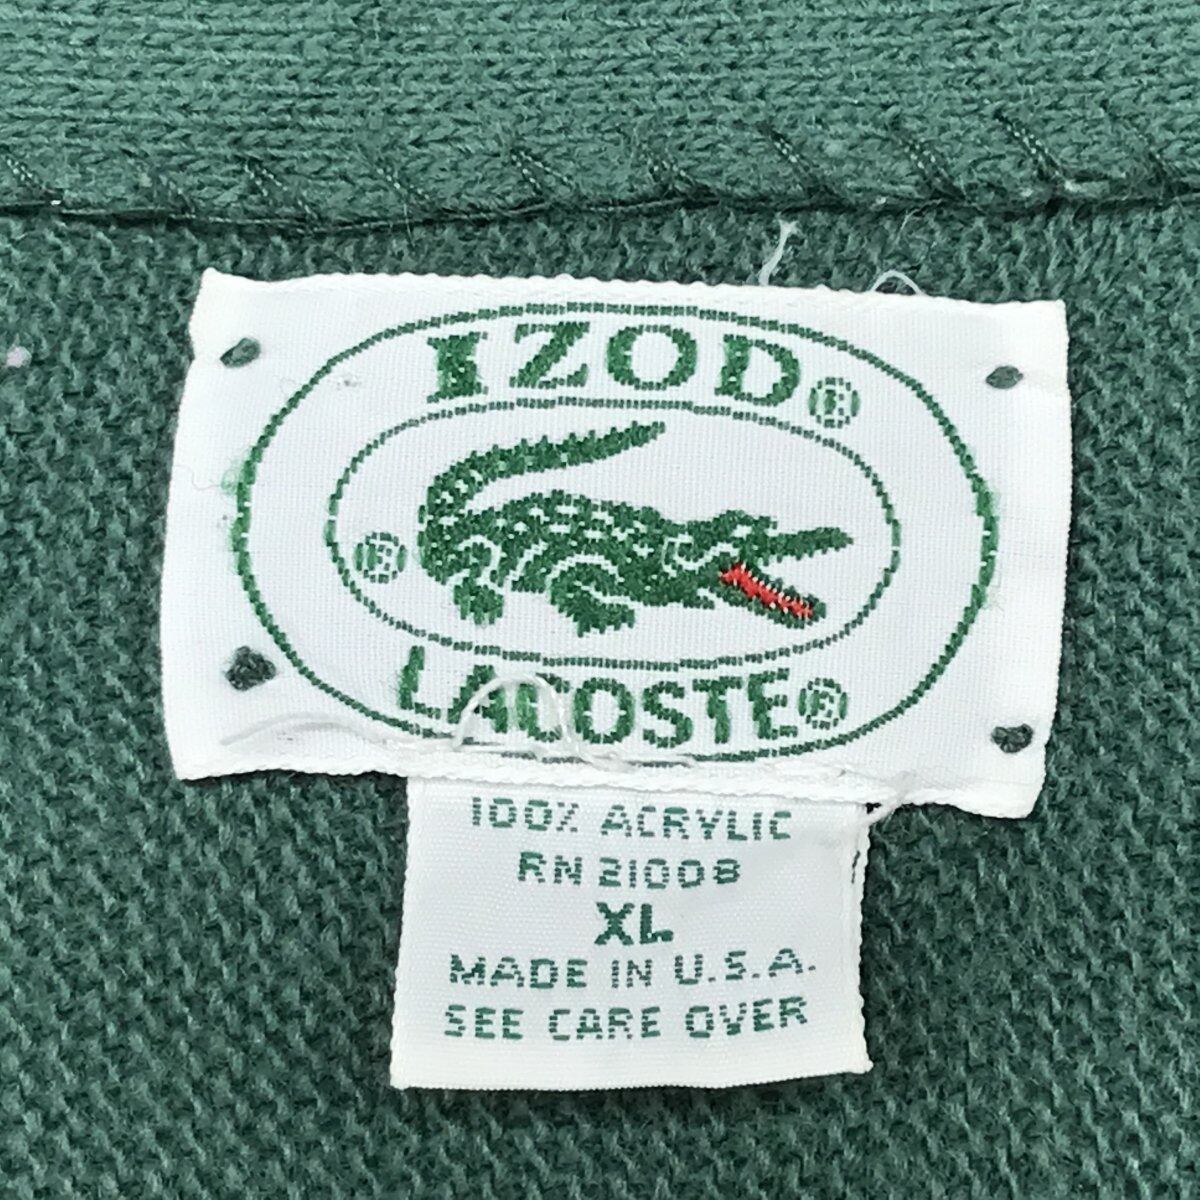 IZOD®
®
LACOSTE®
100% ACRYLIC
RN 21008
XL
MADE IN U.S.A.
SEE CARE OVER